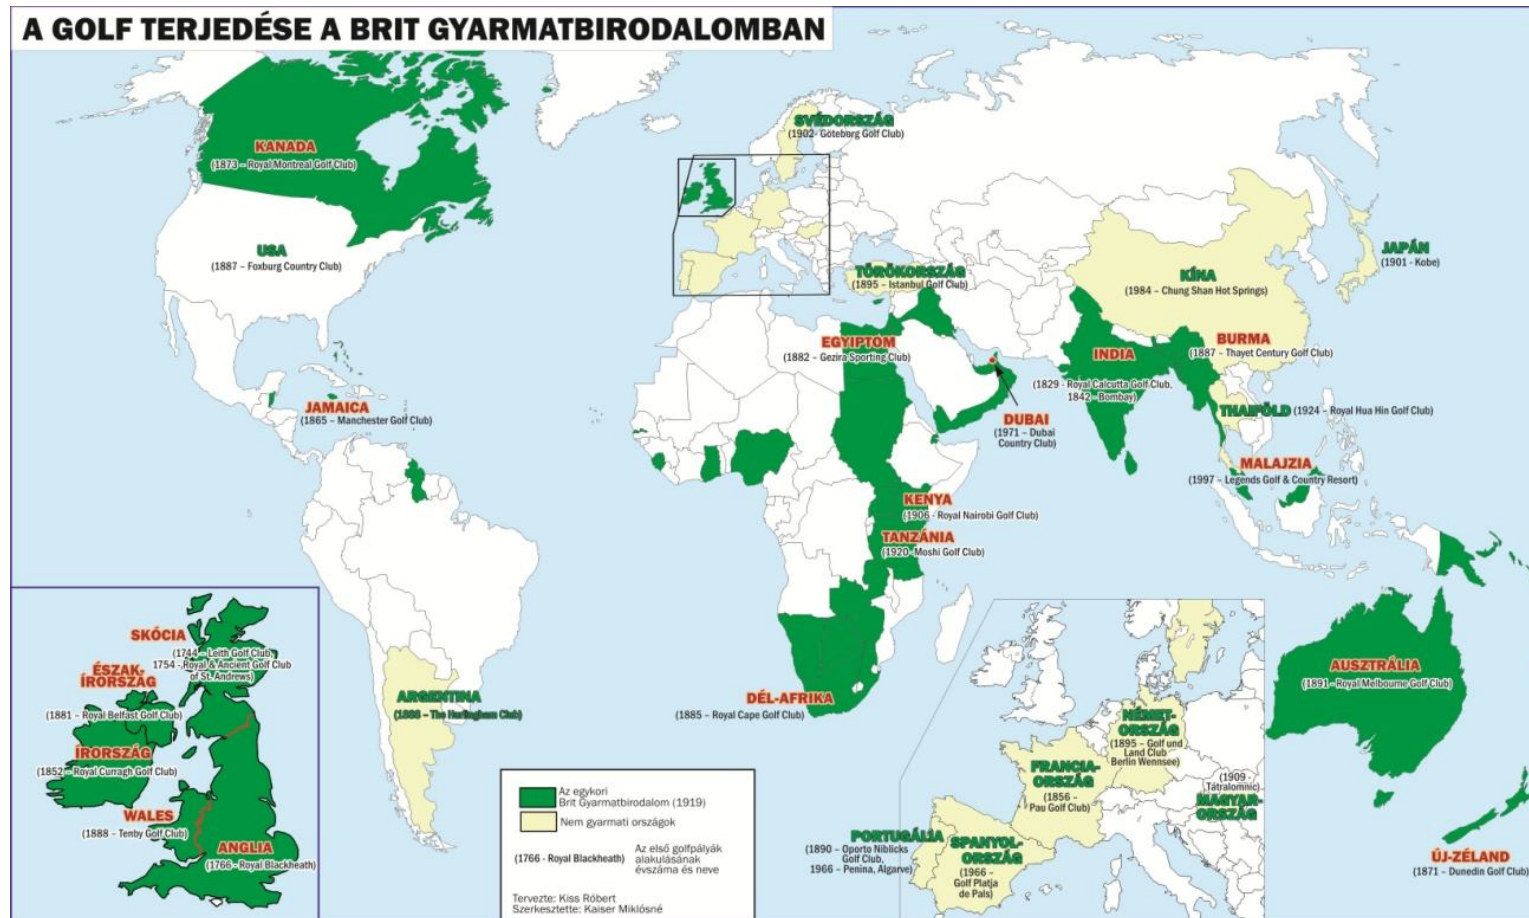 A GOLF TERJEDÉSE A BRIT GYARMATBIRODALOMBAN
KANADA
(1873 – Royal Montreal Golf Club)
USA
(1887 – Foxburg Country Club)
JAMAICA
(1865 – Manchester Golf Club)
SVÉDORSZÁG
(1902- Göteborg Golf Club)
TÖRÖKORSZÁG
(1895 – Istanbul Golf Club)
EGYIPTOM
(1882 – Gezira Sporting Club)
JAPÁN
(1901 - Kobe)
KÍNA
(1984 – Chung Shan Hot Springs)
BURMA
(1887 – Thayet Century Golf Club)
INDIA
(1829 - Royal Calcutta Golf Club,
1842 - Bombay)
DUBAI
(1971 – Dubai
Country Club)
THAIFÖLD (1924 – Royal Hua Hin Golf Club)
MALAJZIA
(1997 – Legends Golf & Country Resort)
KENYA
(1906 - Royal Nairobi Golf Club)
TANZÁNIA
(1920 -Moshi Golf Club)
DÉL-AFRIKA
(1885 – Royal Cape Golf Club)
ARGENTINA
(1888 – The Hurlingham Club)
AUSZTRÁLIA
(1891- Royal Melbourne Golf Club)
ÚJ-ZÉLAND
(1871 – Dunedin Golf Club)
SKÓCIA
(1744 – Leith Golf Club,
1754 - Royal & Ancient Golf Club
of St. Andrews)
ÉSZAK-
ÍRORSZÁG
(1881 – Royal Belfast Golf Club)
ÍRORSZÁG
(1852 – Royal Curragh Golf Club)
WALES
(1888 – Tenby Golf Club)
ANGLIA
(1766 - Royal Blackheath)
Az egykori
Brit Gyarmatbirodalom (1919)
Nem gyarmati országok
(1766 - Royal Blackheath) Az első golfpályák
alakulásának
évszáma és neve
Tervezte: Kiss Róbert
Szerkesztette: Kaiser Miklósné
NÉMET-
ORSZÁG
(1895 – Golf und
Land Club
Berlin Wennsee)
FRANCIA-
ORSZÁG
(1856 –
Pau Golf Club)
(1909 -
Tátralomnic)
MAGYAR-
ORSZÁG
PORTUGÁLIA
(1890 – Oporto Niblicks
Golf Club,
1966 – Penina, Algarve)
SPANYOL-
ORSZÁG
(1966 –
Golf Platja
de Pals)